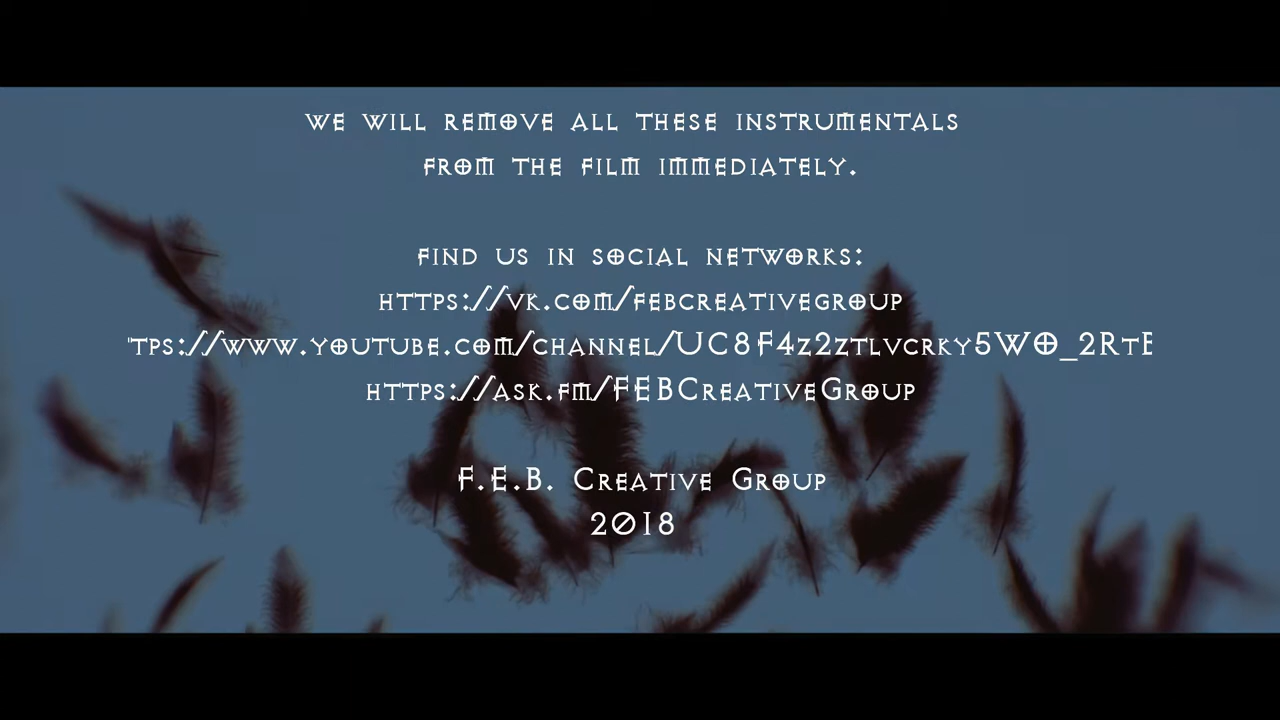 we will remove all these instrumentals
from the film immediately.
find us in social networks:
https://vk.com/febcreativegroup
tps://www.youtube.com/channel/UC8F4z2ztlvcrky5WO_2RtE
https://ask.fm/FEBCreativeGroup
F.E.B. Creative Group
2018